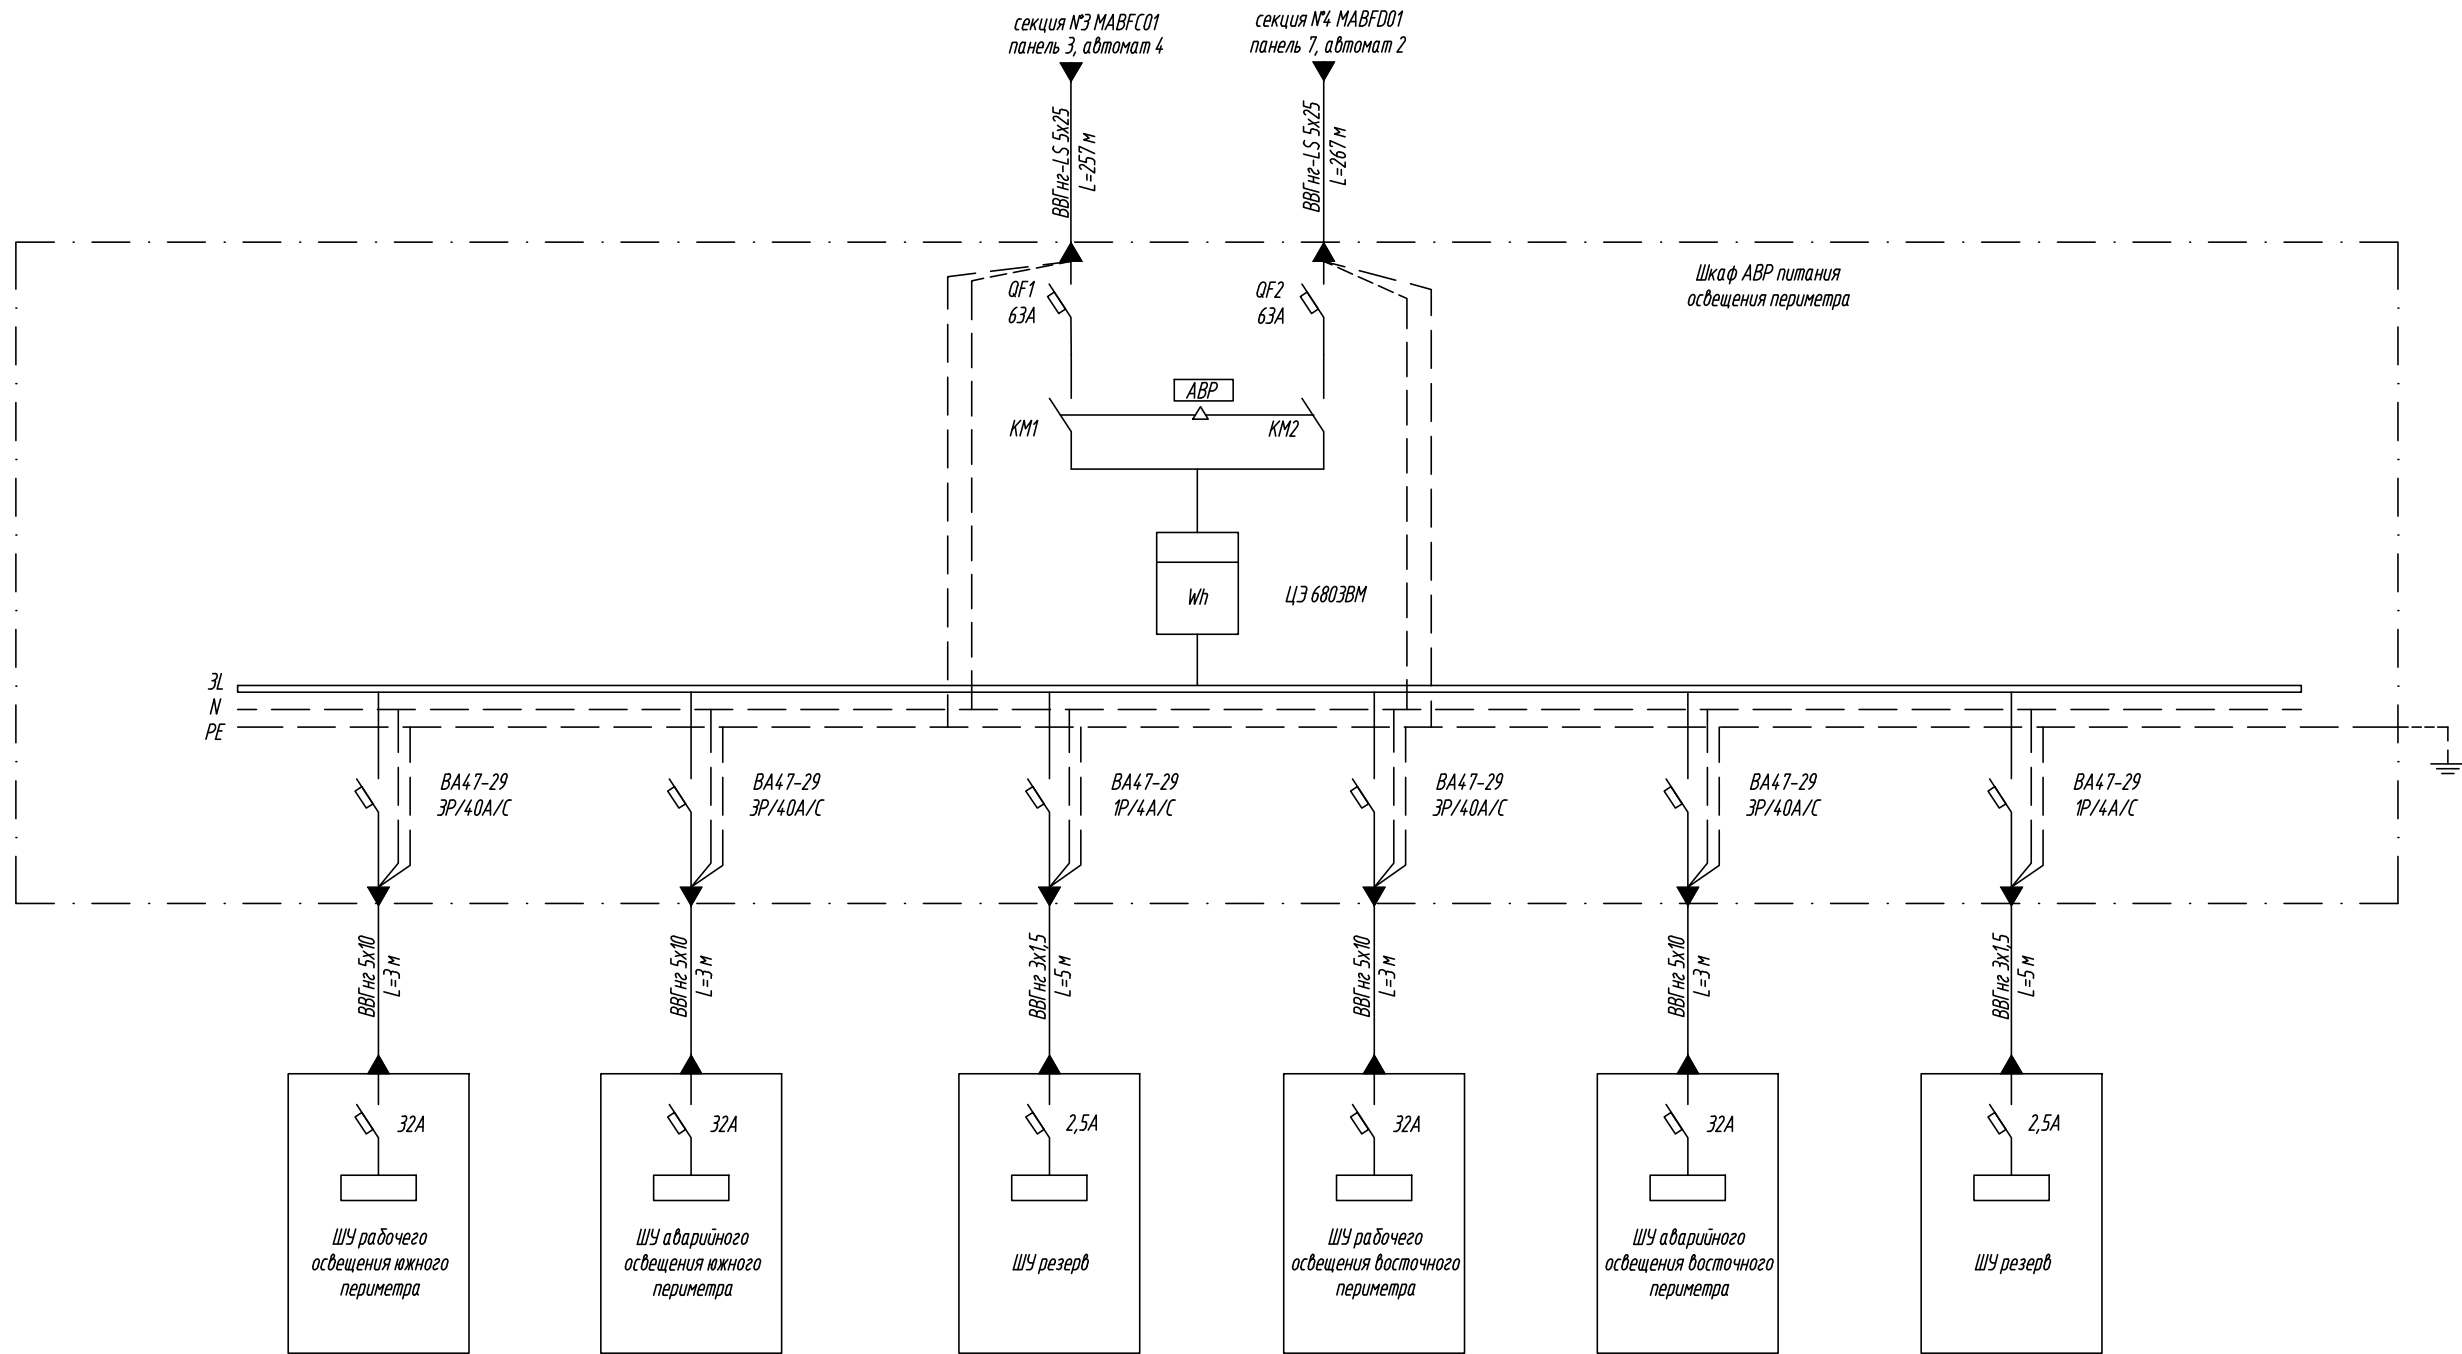 секция №3 MABFC01
панель 3, автомат 4
секция №4 MABFD01
панель 7, автомат 2
ВВГнг-LS 5х25
L=257 м
ВВГнг-LS 5х25
L=267 м
Шкаф АВР питания
освещения периметра
QF1
63А
QF2
63А
АВР
КМ1
КМ2
Wh
ЦЭ 6803ВМ
3L
N
PE
ВА47-29
3Р/40А/С
ВА47-29
3Р/40А/С
ВА47-29
1Р/4А/С
ВА47-29
3Р/40А/С
ВА47-29
3Р/40А/С
ВА47-29
1Р/4А/С
ВВГнг 5х10
L=3 м
ВВГнг 5х10
L=3 м
ВВГнг 3х1,5
L=5 м
ВВГнг 5х10
L=3 м
ВВГнг 5х10
L=3 м
ВВГнг 3х1,5
L=5 м
32А
32А
2,5А
32А
32А
2,5А
ШУ рабочего
освещения южного
периметра
ШУ аварийного
освещения южного
периметра
ШУ резерв
ШУ рабочего
освещения восточного
периметра
ШУ аварийного
освещения восточного
периметра
ШУ резерв